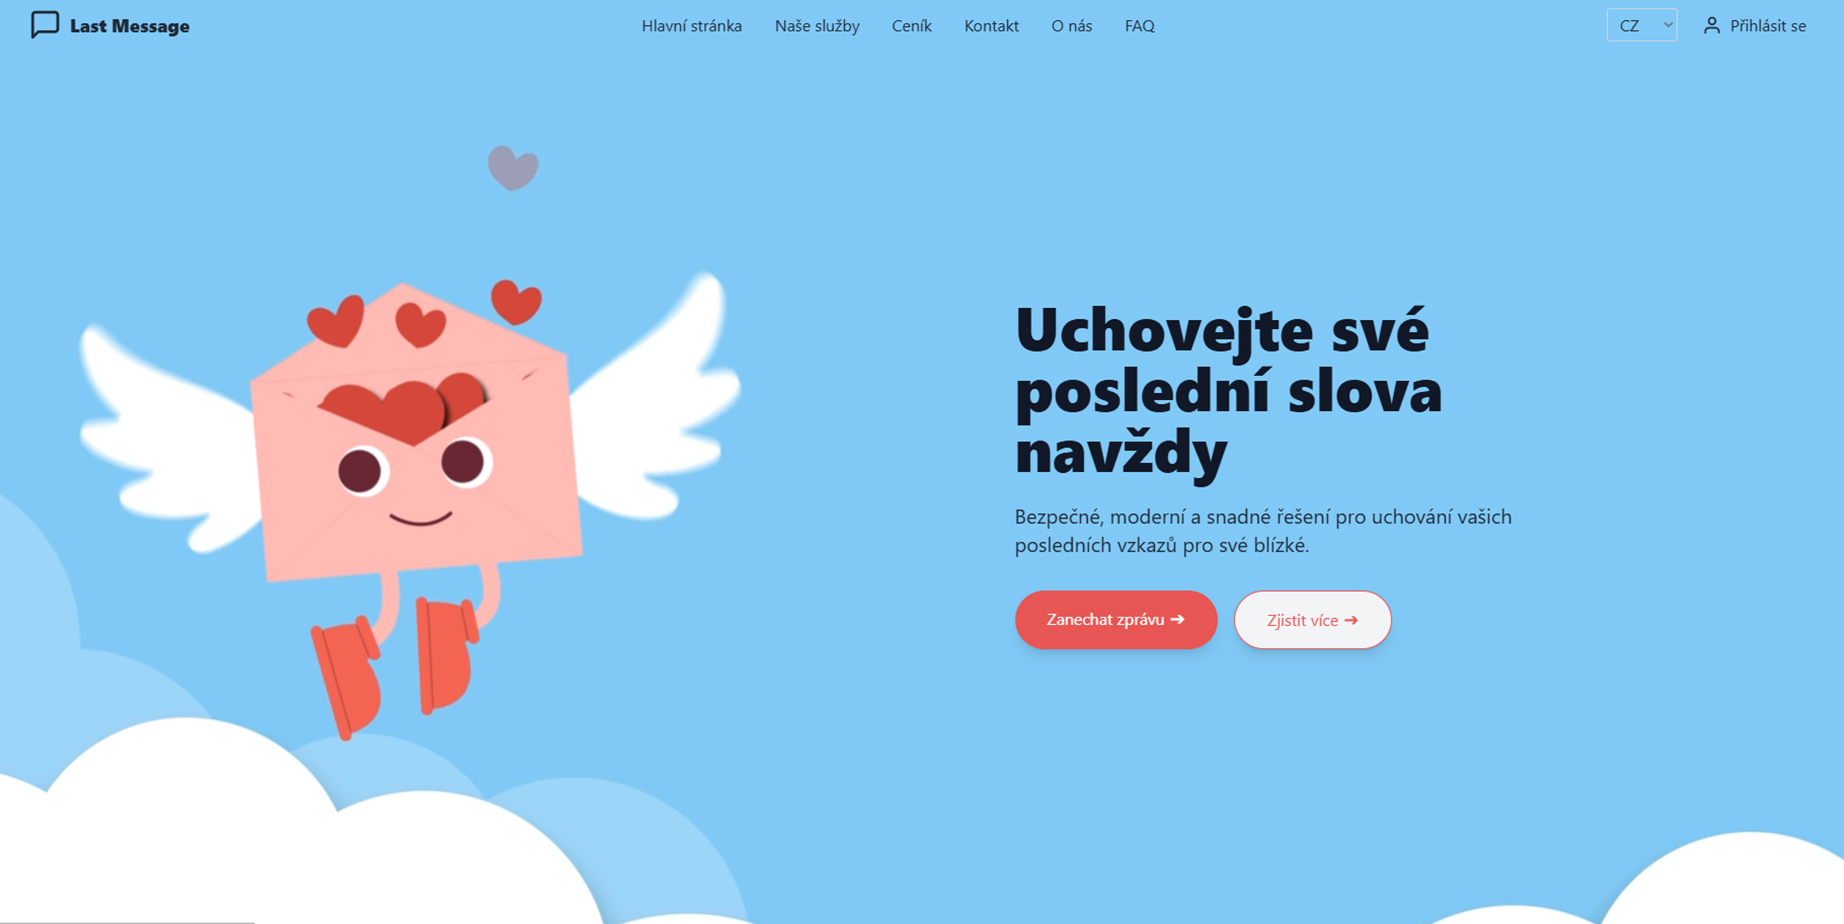 Last Message
Hlavní stránka
Naše služby
Ceník
Kontakt
O nás
FAQ
CZ
Přihlásit se
Uchovejte své
poslední slova
navždy
Bezpečné, moderní a snadné řešení pro uchování vašich
posledních vzkazů pro své blízké.
Zanechat zprávu ➔
Zjistit více ➔